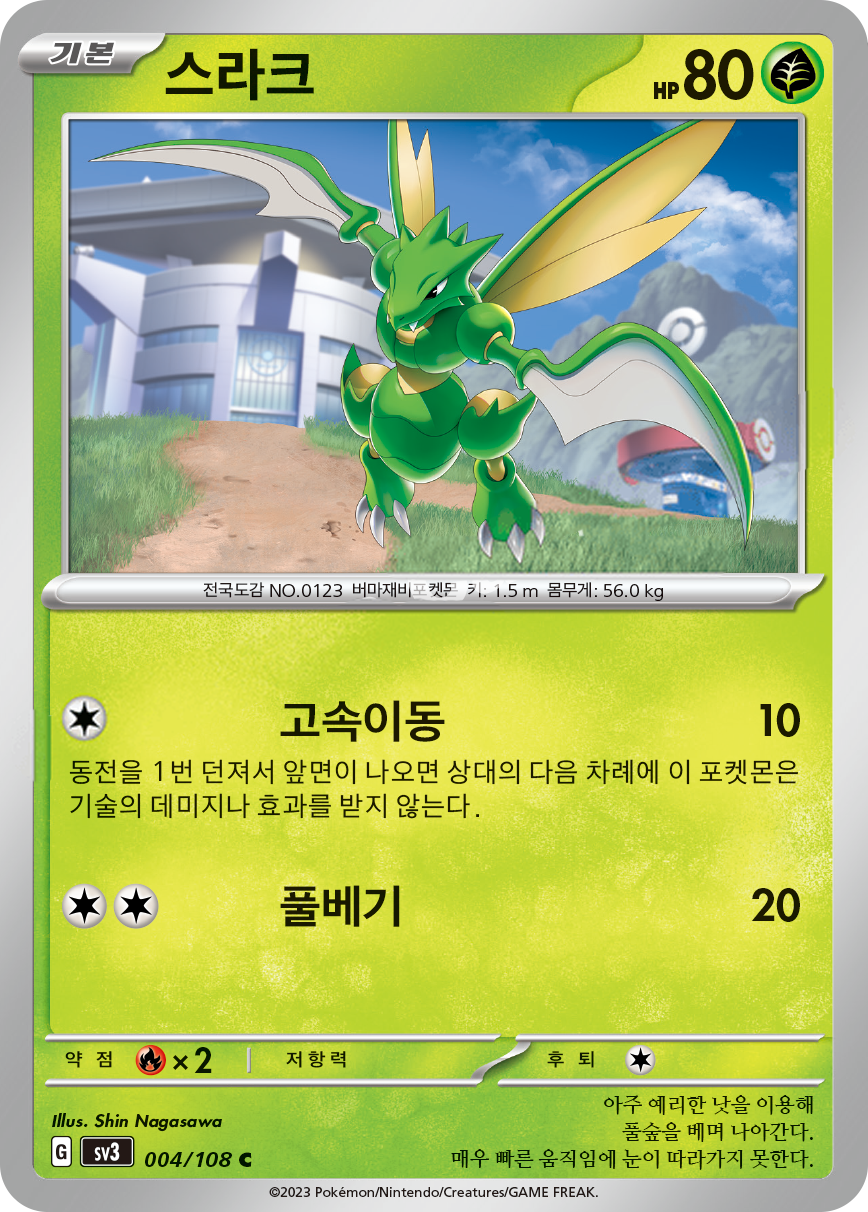 기본
스라크
HP 80
전국도감 NO.0123 버마재비포켓몬 키: 1.5 m 몸무게: 56.0 kg
고속이동 10
동전을 1번 던져서 앞면이 나오면 상대의 다음 차례에 이 포켓몬은
기술의 데미지나 효과를 받지 않는다.
풀베기 20
약점 ×2 저항력 후퇴
아주 예리한 낫을 이용해
풀숲을 베며 나아간다.
매우 빠른 움직임에 눈이 따라가지 못한다.
Illus. Shin Nagasawa
G sv3 004/108 C
©2023 Pokémon/Nintendo/Creatures/GAME FREAK.